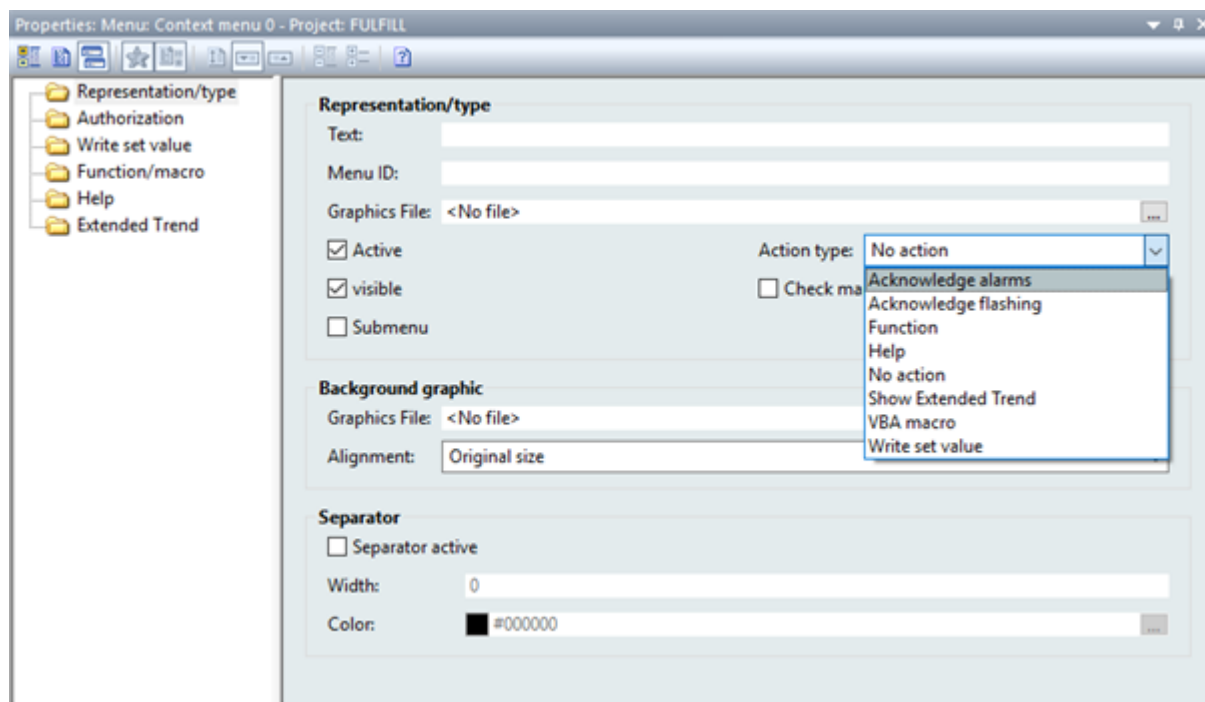 Properties: Menu: Context menu 0 - Project: FULFILL
Representation/type
Authorization
Write set value
Function/macro
Help
Extended Trend
Representation/type
Text:
Menu ID:
Graphics File: <No file> ...
Active
Action type: No action
visible
Check ma
Submenu
Acknowledge alarms
Acknowledge flashing
Function
Help
No action
Show Extended Trend
VBA macro
Write set value
Background graphic
Graphics File: <No file>
Alignment: Original size
Separator
Separator active
Width: 0
Color: #000000 ...